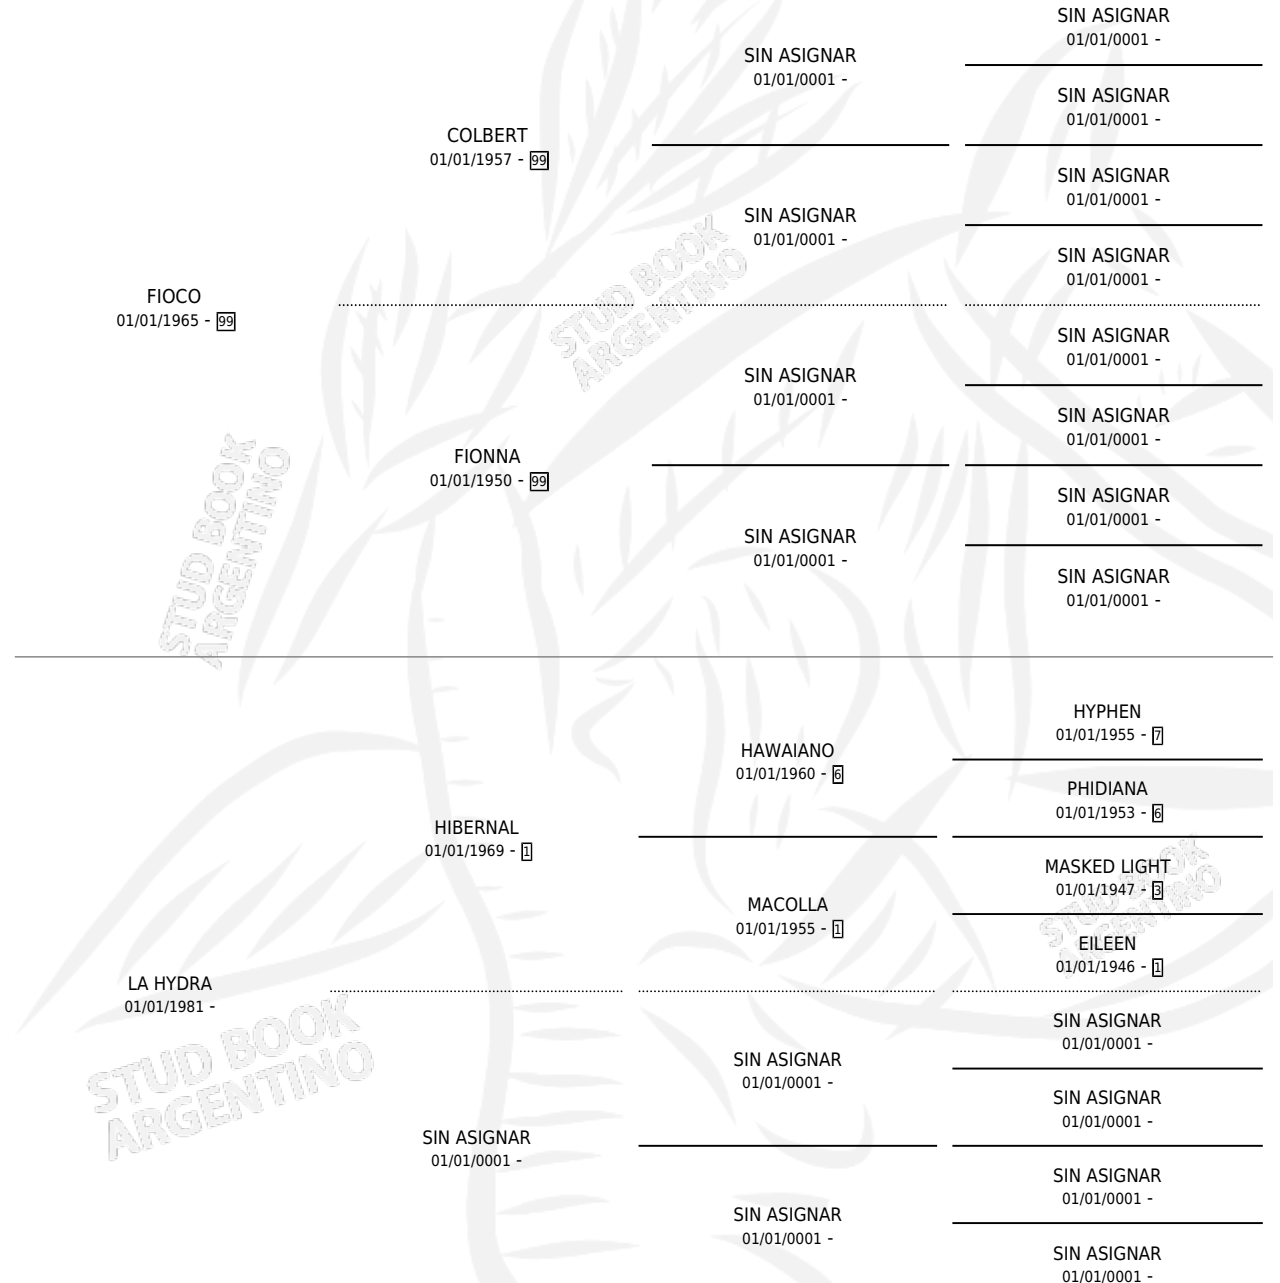 SIN ASIGNAR
01/01/0001 -
SIN ASIGNAR
01/01/0001 -
SIN ASIGNAR
01/01/0001 -
COLBERT
01/01/1957 - 99
SIN ASIGNAR
01/01/0001 -
SIN ASIGNAR
01/01/0001 -
SIN ASIGNAR
01/01/0001 -
STUD BOOK
ARGENTINO
FIOCO
01/01/1965 - 99
SIN ASIGNAR
01/01/0001 -
SIN ASIGNAR
01/01/0001 -
SIN ASIGNAR
01/01/0001 -
FIONNA
01/01/1950 - 99
SIN ASIGNAR
01/01/0001 -
SIN ASIGNAR
01/01/0001 -
SIN ASIGNAR
01/01/0001 -
STUD BOOK
ARGENTINO
HYPHEN
01/01/1955 - 7
HAWAIANO
01/01/1960 - 6
PHIDIANA
01/01/1953 - 6
HIBERNAL
01/01/1969 - 1
MASKED LIGHT
01/01/1947 - 3
MACOLLA
01/01/1955 - 1
EILEEN
01/01/1946 - 1
STUD BOOK
ARGENTINO
LA HYDRA
01/01/1981 -
SIN ASIGNAR
01/01/0001 -
SIN ASIGNAR
01/01/0001 -
SIN ASIGNAR
01/01/0001 -
STUD BOOK
ARGENTINO
SIN ASIGNAR
01/01/0001 -
SIN ASIGNAR
01/01/0001 -
SIN ASIGNAR
01/01/0001 -
SIN ASIGNAR
01/01/0001 -